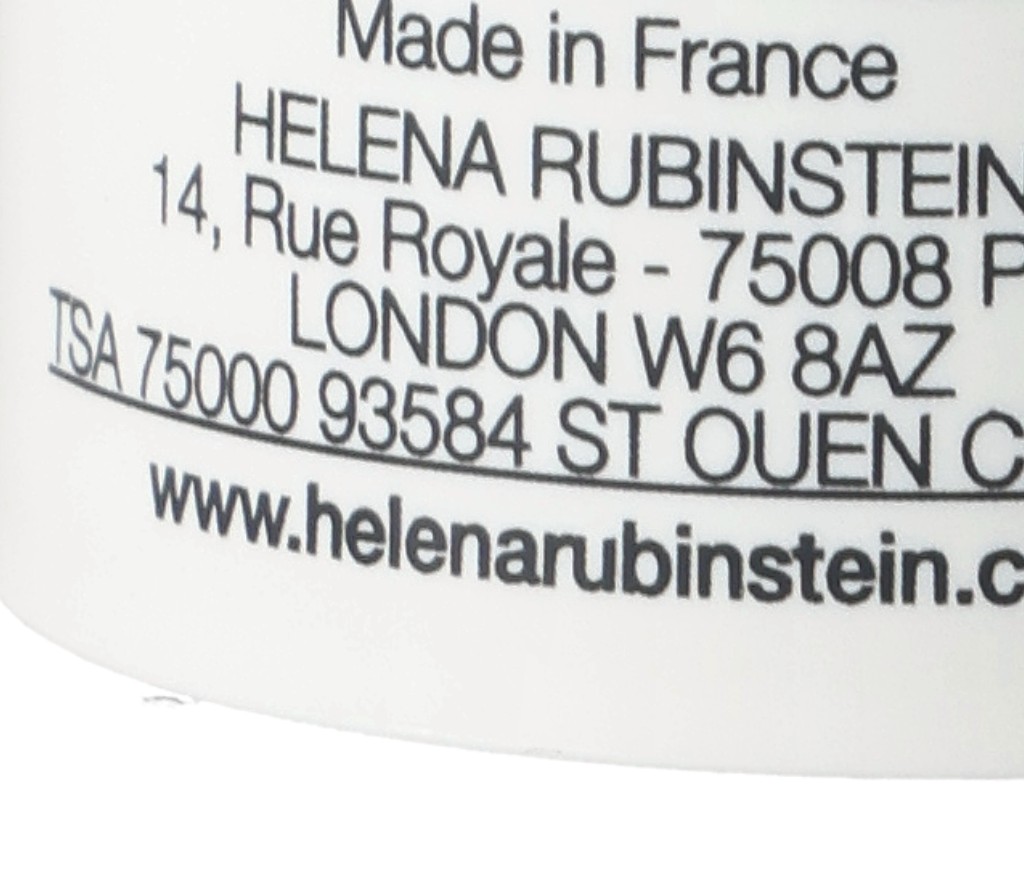 Made in France
HELENA RUBINSTEIN
14, Rue Royale - 75008 P
LONDON W6 8AZ
TSA 75000 93584 ST OUEN C
www.helenarubinstein.c